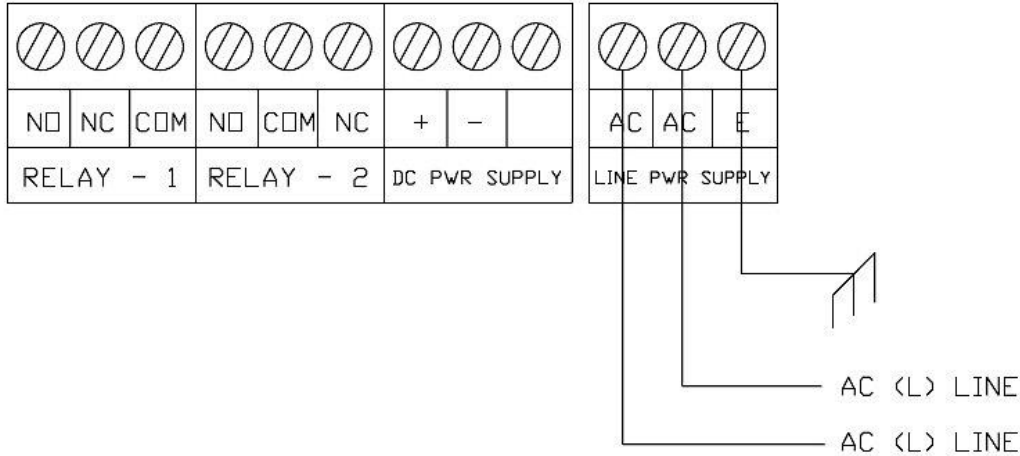 NO NC COM NO COM NC + - AC AC E
RELAY - 1 RELAY - 2 DC PWR SUPPLY LINE PWR SUPPLY
AC (L) LINE
AC (L) LINE